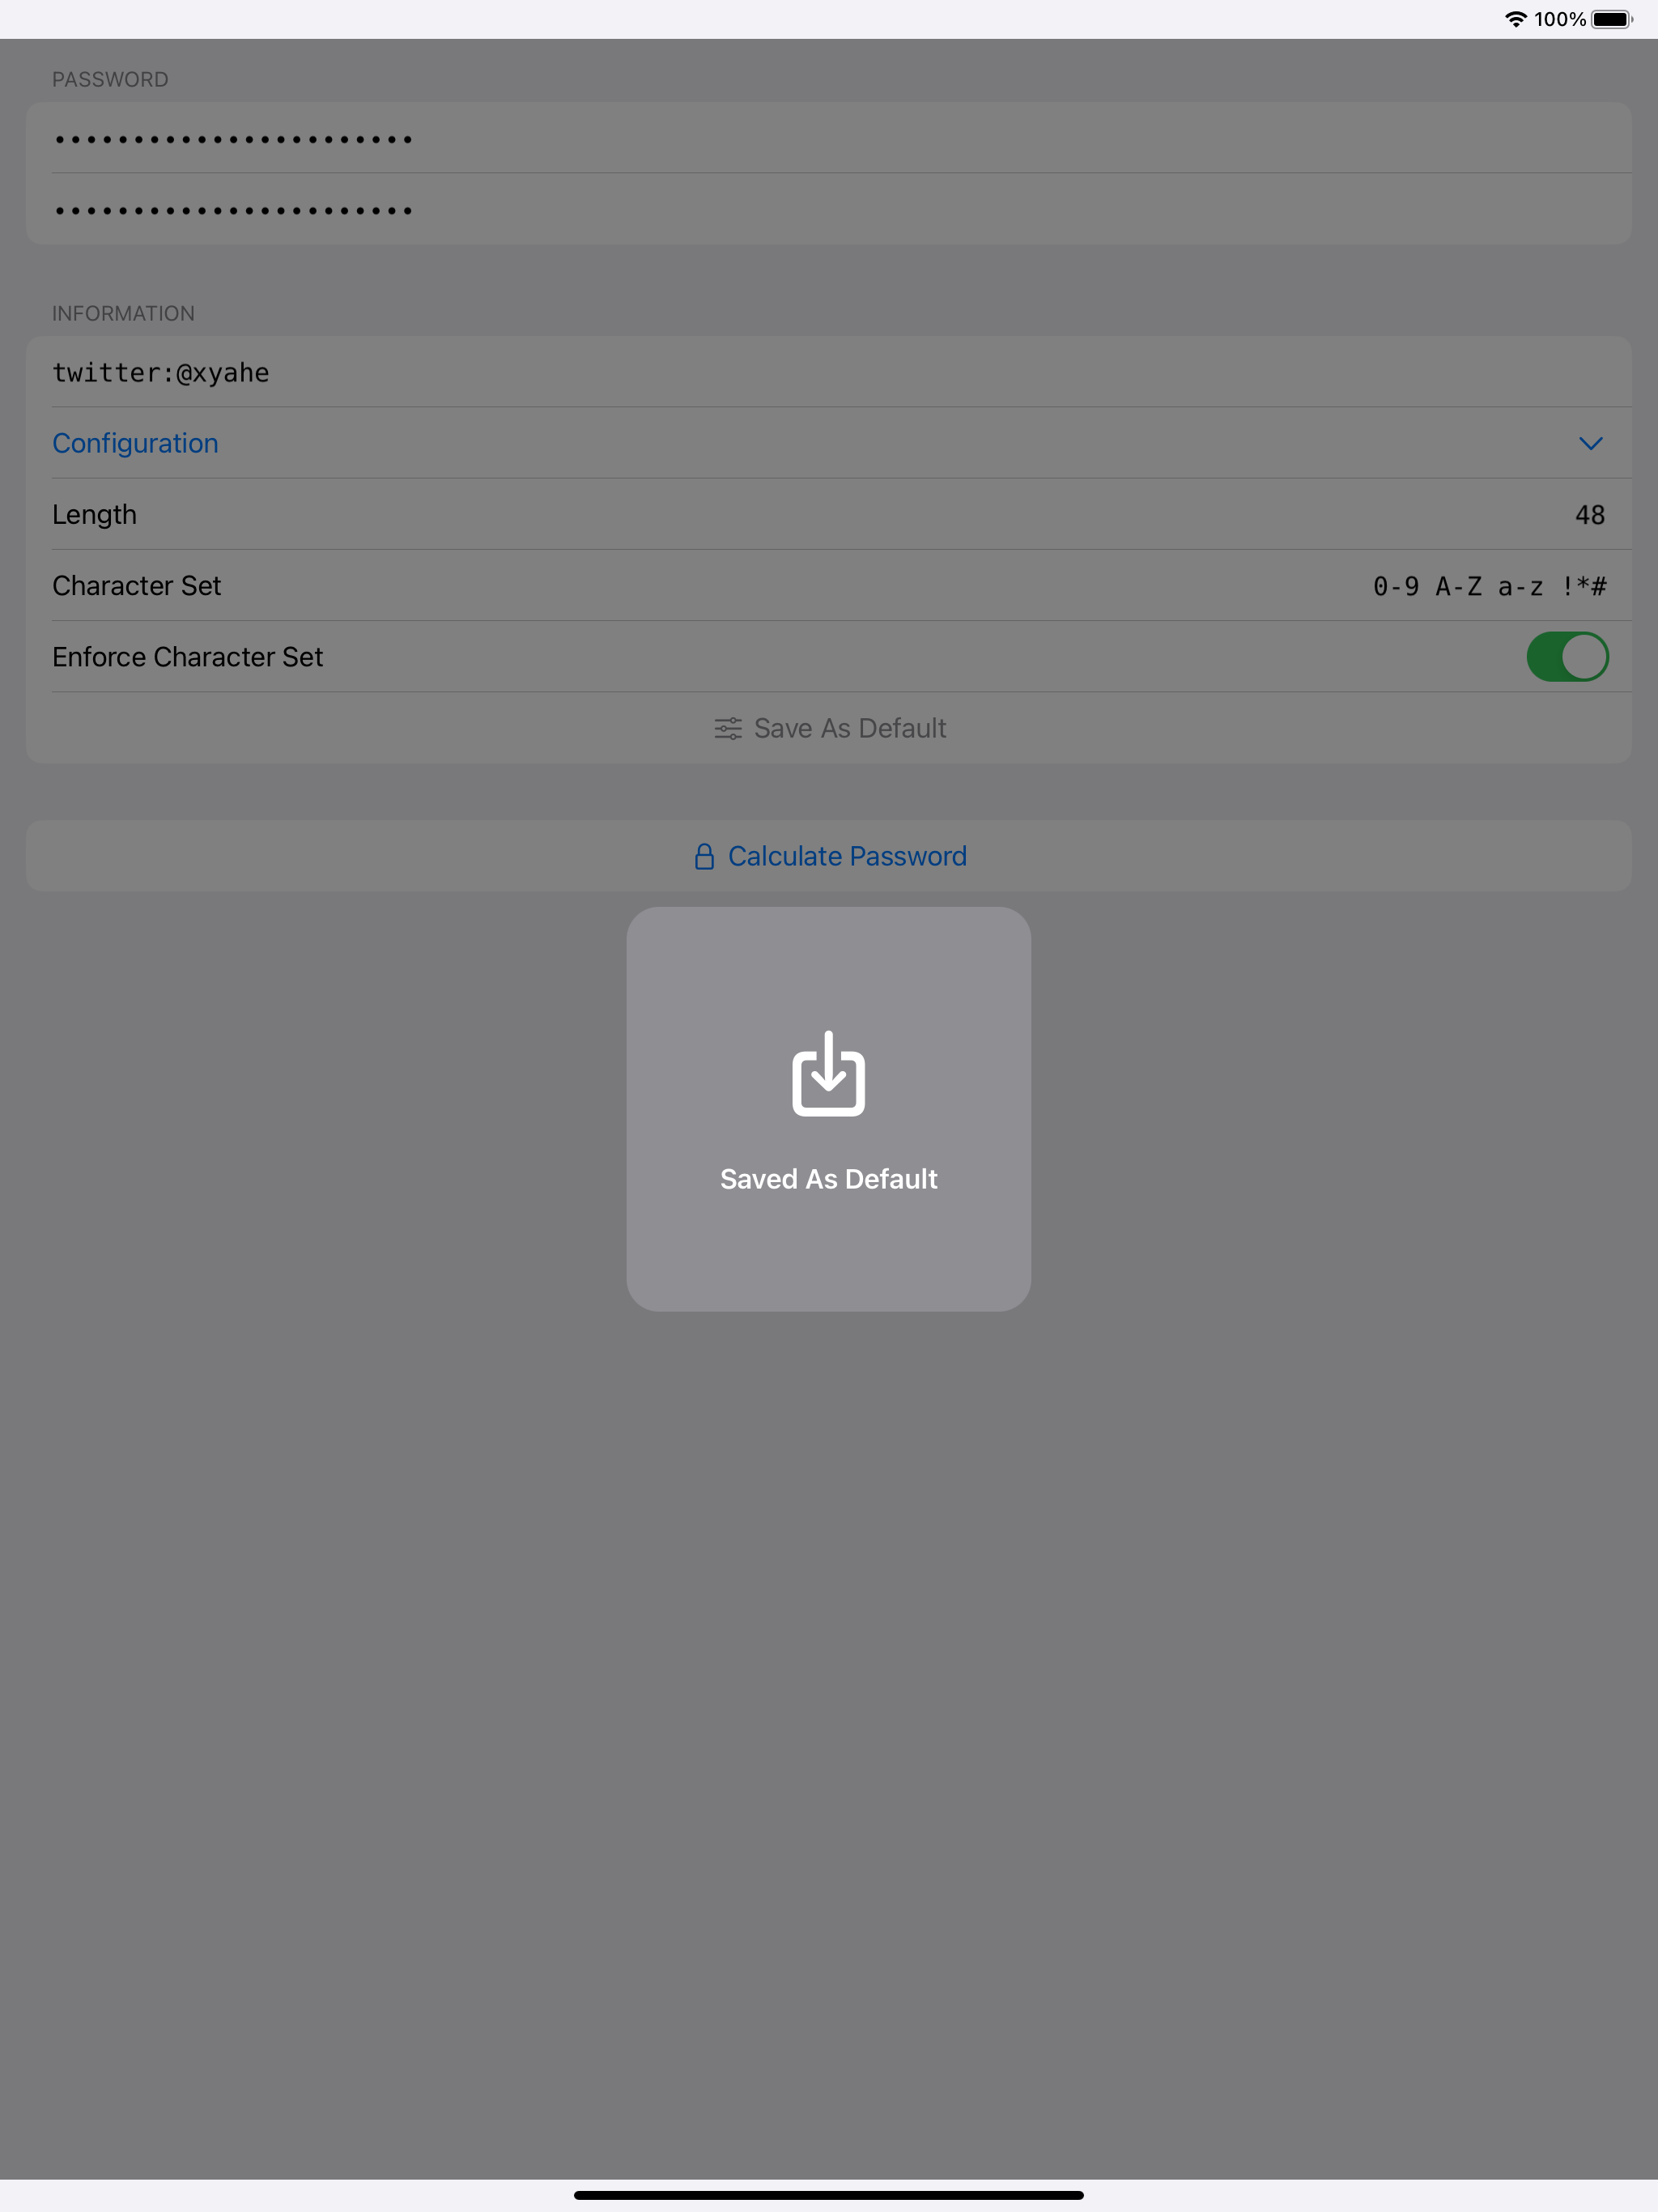 100%
PASSWORD
•••••••••••••••••••••••
•••••••••••••••••••••••
INFORMATION
twitter:@xyahe
Configuration
Length 48
Character Set 0-9 A-Z a-z !*#
Enforce Character Set
Save As Default
Calculate Password
Saved As Default